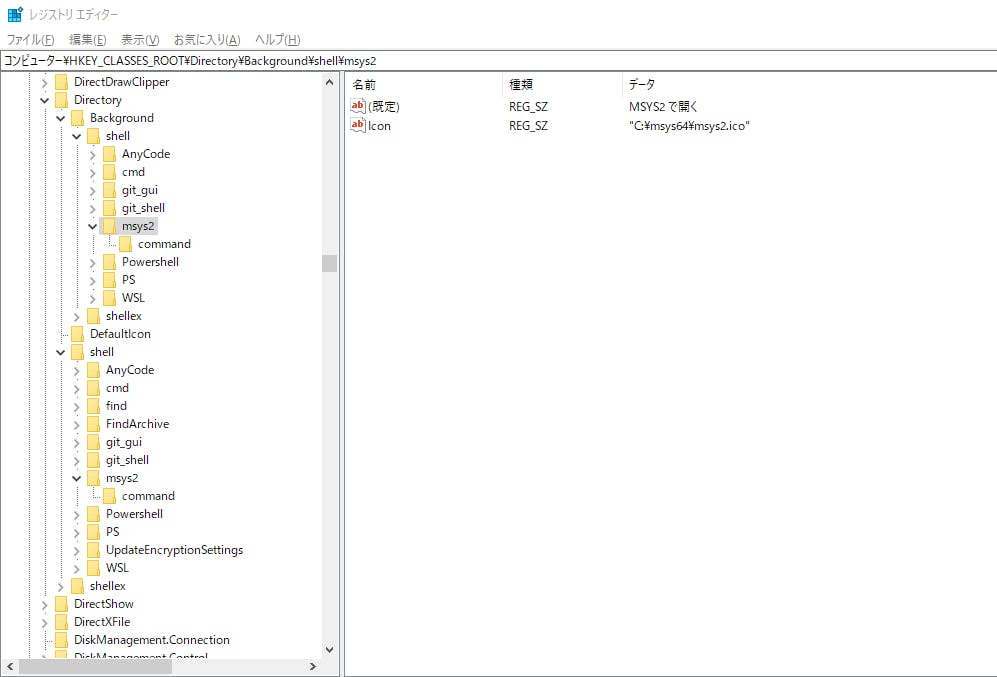 レジストリ エディター
ファイル(F) 編集(E) 表示(V) お気に入り(A) ヘルプ(H)
コンピューター¥HKEY_CLASSES_ROOT¥Directory¥Background¥shell¥msys2
DirectDrawClipper
Directory
Background
shell
AnyCode
cmd
git_gui
git_shell
msys2
command
Powershell
PS
WSL
shellex
DefaultIcon
shell
AnyCode
cmd
find
FindArchive
git_gui
git_shell
msys2
command
Powershell
PS
UpdateEncryptionSettings
WSL
shellex
DirectShow
DirectXFile
DiskManagement.Connection
DiskManagement.Control
名前 種類 データ
ab (既定) REG_SZ MSYS2 で開く
ab Icon REG_SZ "C:¥msys64¥msys2.ico"